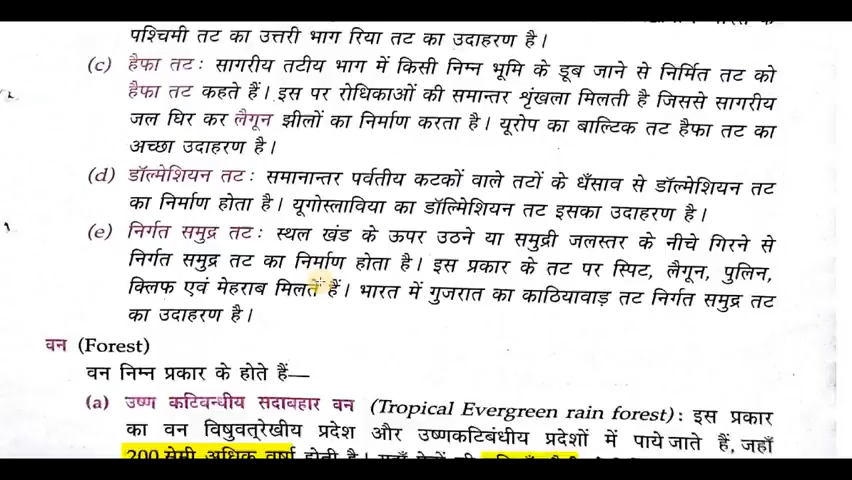 पश्चिमी तट का उत्तरी भाग रिया तट का उदाहरण है।
(c) हैफा तट: सागरीय तटीय भाग में किसी निम्न भूमि के डूब जाने से निर्मित तट को
हैफा तट कहते हैं। इस पर रोधिकाओं की समान्तर शृंखला मिलती है जिससे सागरीय
जल घिर कर लैगून झीलों का निर्माण करता है। यूरोप का बाल्टिक तट हैफा तट का
अच्छा उदाहरण है।
(d) डॉल्मेशियन तट: समानान्तर पर्वतीय कटकों वाले तटों के धँसाव से डॉल्मेशियन तट
का निर्माण होता है। यूगोस्लाविया का डॉल्मिेशियन तट इसका उदाहरण है।
(e) निर्गत समुद्र तट: स्थल खंड के ऊपर उठने या समुद्री जलस्तर के नीचे गिरने से
निर्गत समुद्र तट का निर्माण होता है। इस प्रकार के तट पर स्पिट, लैगून, पुलिन,
क्लिफ एवं मेहराब मिलते हैं। भारत में गुजरात का काठियावाड़ तट निर्गत समुद्र तट
का उदाहरण है।
वन (Forest)
वन निम्न प्रकार के होते हैं—
(a) उष्ण कटिबन्धीय सदाबहार वन (Tropical Evergreen rain forest): इस प्रकार
का वन विषुवत्‌रेखीय प्रदेश और उष्णकटिबंधीय प्रदेशों में पाये जाते हैं, जहाँ
200 सेमी अधिक वर्षा होती है।